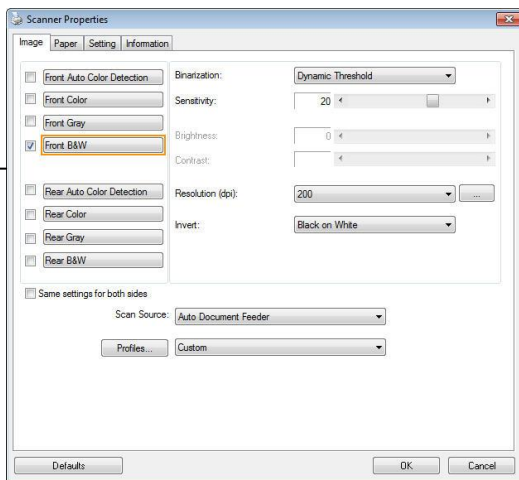 Scanner Properties
Image Paper Setting Information
Front Auto Color Detection
Front Color
Front Gray
Front B&W
Rear Auto Color Detection
Rear Color
Rear Gray
Rear B&W
Binarization: Dynamic Threshold
Sensitivity: 20
Brightness: 0
Contrast:
Resolution (dpi): 200 ...
Invert: Black on White
Same settings for both sides
Scan Source: Auto Document Feeder
Profiles... Custom
Defaults OK Cancel